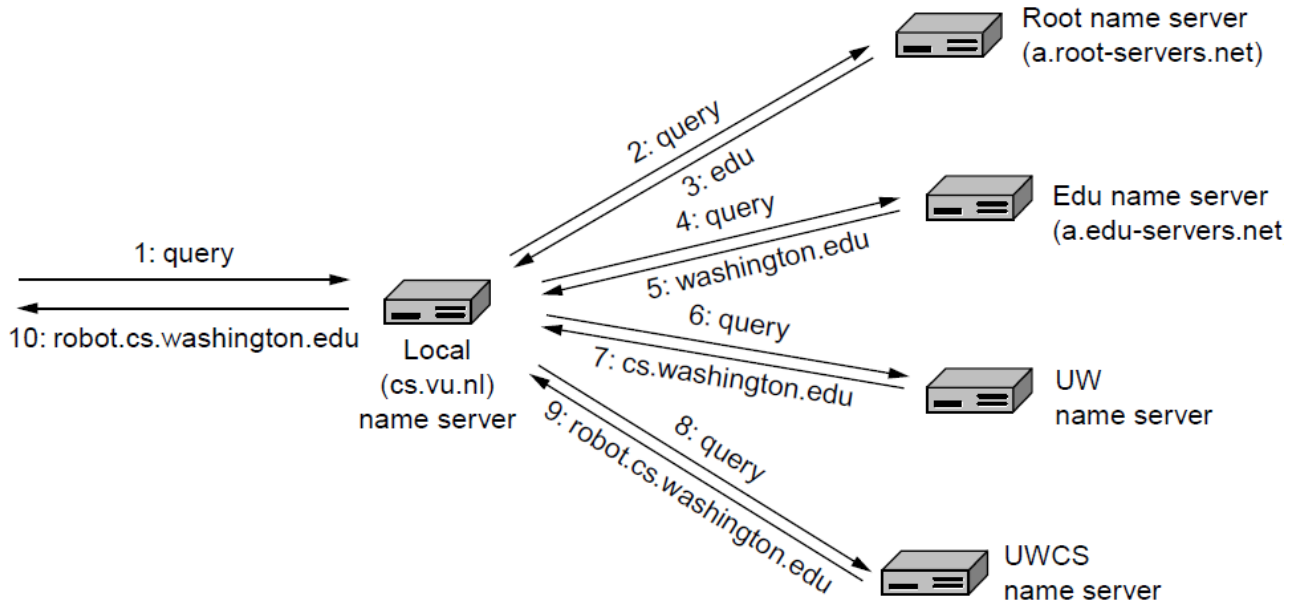 Root name server
(a.root-servers.net)
2: query
3: edu
Edu name server
(a.edu-servers.net
4: query
5: washington.edu
1: query
10: robot.cs.washington.edu
Local
(cs.vu.nl)
name server
6: query
7: cs.washington.edu
UW
name server
8: query
9: robot.cs.washington.edu
UWCS
name server